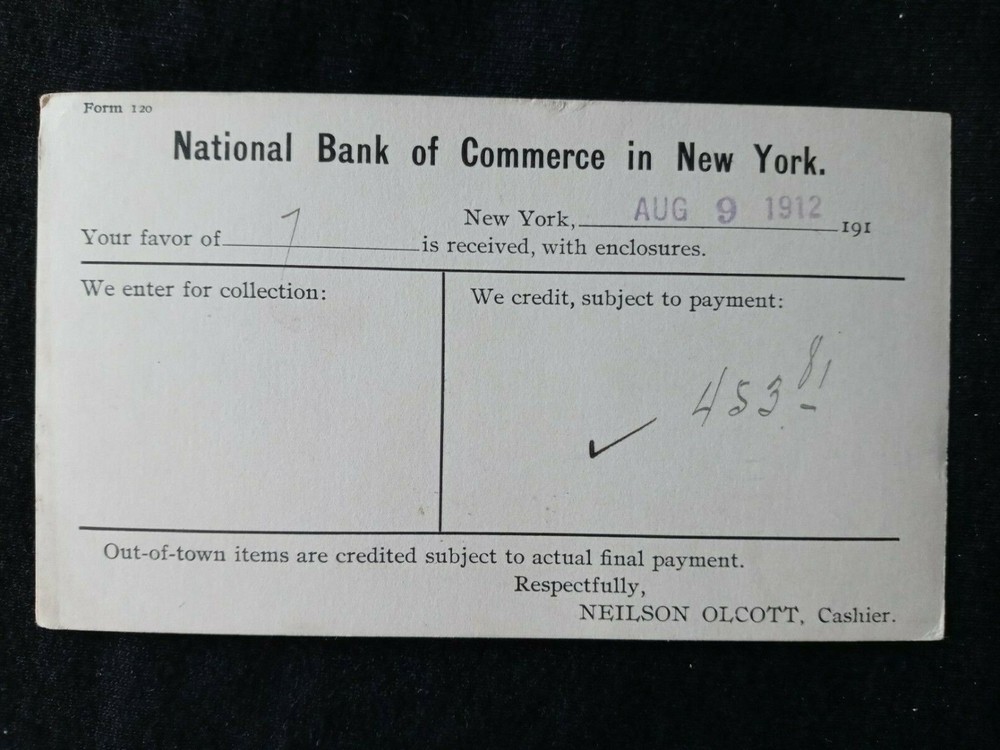 Form 120
National Bank of Commerce in New York.
New York, AUG 9 1912 191
Your favor of 7 is received, with enclosures.
We enter for collection:
We credit, subject to payment:
453 81
Out-of-town items are credited subject to actual final payment.
Respectfully,
NEILSON OLCOTT, Cashier.